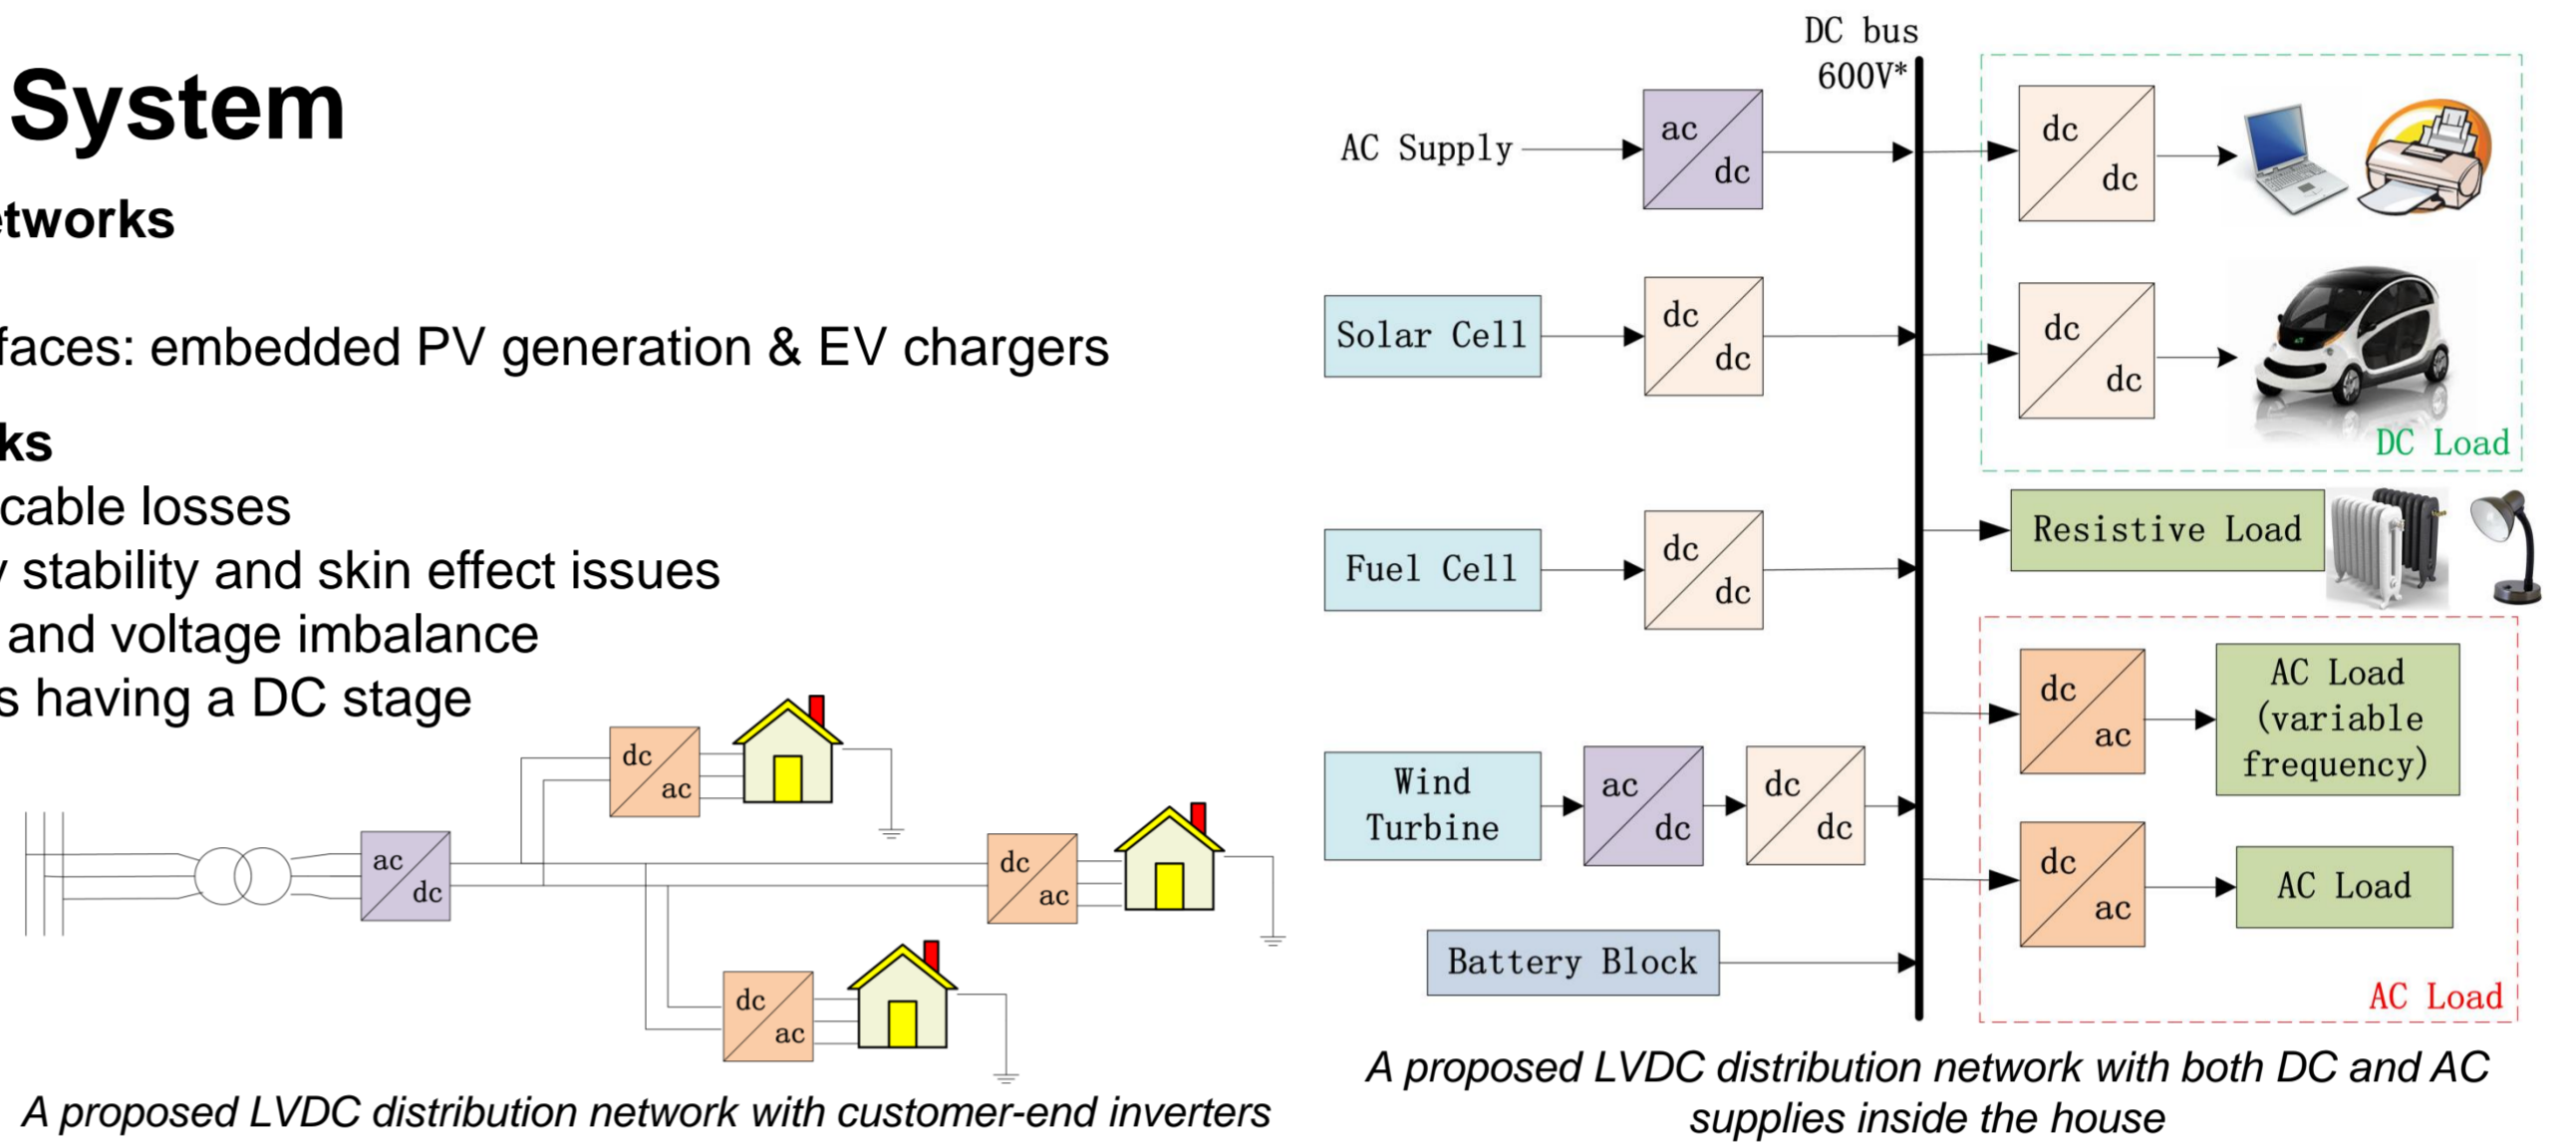 System
etworks
faces: embedded PV generation & EV chargers
ks
cable losses
y stability and skin effect issues
and voltage imbalance
s having a DC stage
dc
ac
ac
dc
dc
ac
dc
ac
A proposed LVDC distribution network with customer-end inverters
DC bus
600V*
AC Supply
ac
dc
dc
dc
Solar Cell
dc
dc
dc
dc
DC Load
Fuel Cell
dc
dc
Resistive Load
Wind
Turbine
ac
dc
dc
dc
dc
ac
AC Load
(variable
frequency)
dc
ac
AC Load
Battery Block
AC Load
A proposed LVDC distribution network with both DC and AC
supplies inside the house